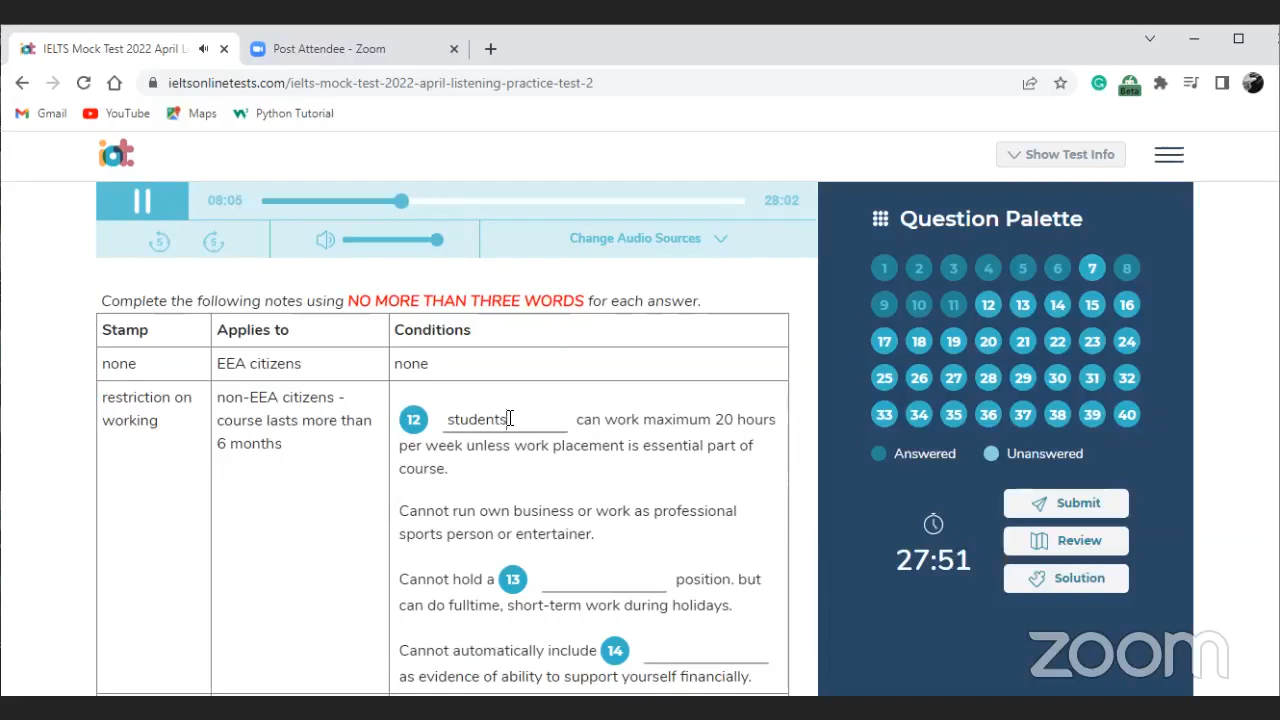 IELTS Mock Test 2022 April L
Post Attendee - Zoom
ieltsonlinetests.com/ielts-mock-test-2022-april-listening-practice-test-2
Beta
Gmail
YouTube
Maps
Python Tutorial
iot
Show Test Info
08:05
28:02
5
5
Change Audio Sources
Question Palette
1 2 3 4 5 6 7 8
9 10 11 12 13 14 15 16
17 18 19 20 21 22 23 24
25 26 27 28 29 30 31 32
33 34 35 36 37 38 39 40
Answered
Unanswered
Submit
Review
Solution
27:51
Complete the following notes using NO MORE THAN THREE WORDS for each answer.
Stamp
Applies to
Conditions
none
EEA citizens
none
restriction on
working
non-EEA citizens -
course lasts more than
6 months
12 students can work maximum 20 hours
per week unless work placement is essential part of
course.
Cannot run own business or work as professional
sports person or entertainer.
Cannot hold a 13 position. but
can do fulltime, short-term work during holidays.
Cannot automatically include 14
as evidence of ability to support yourself financially.
zoom